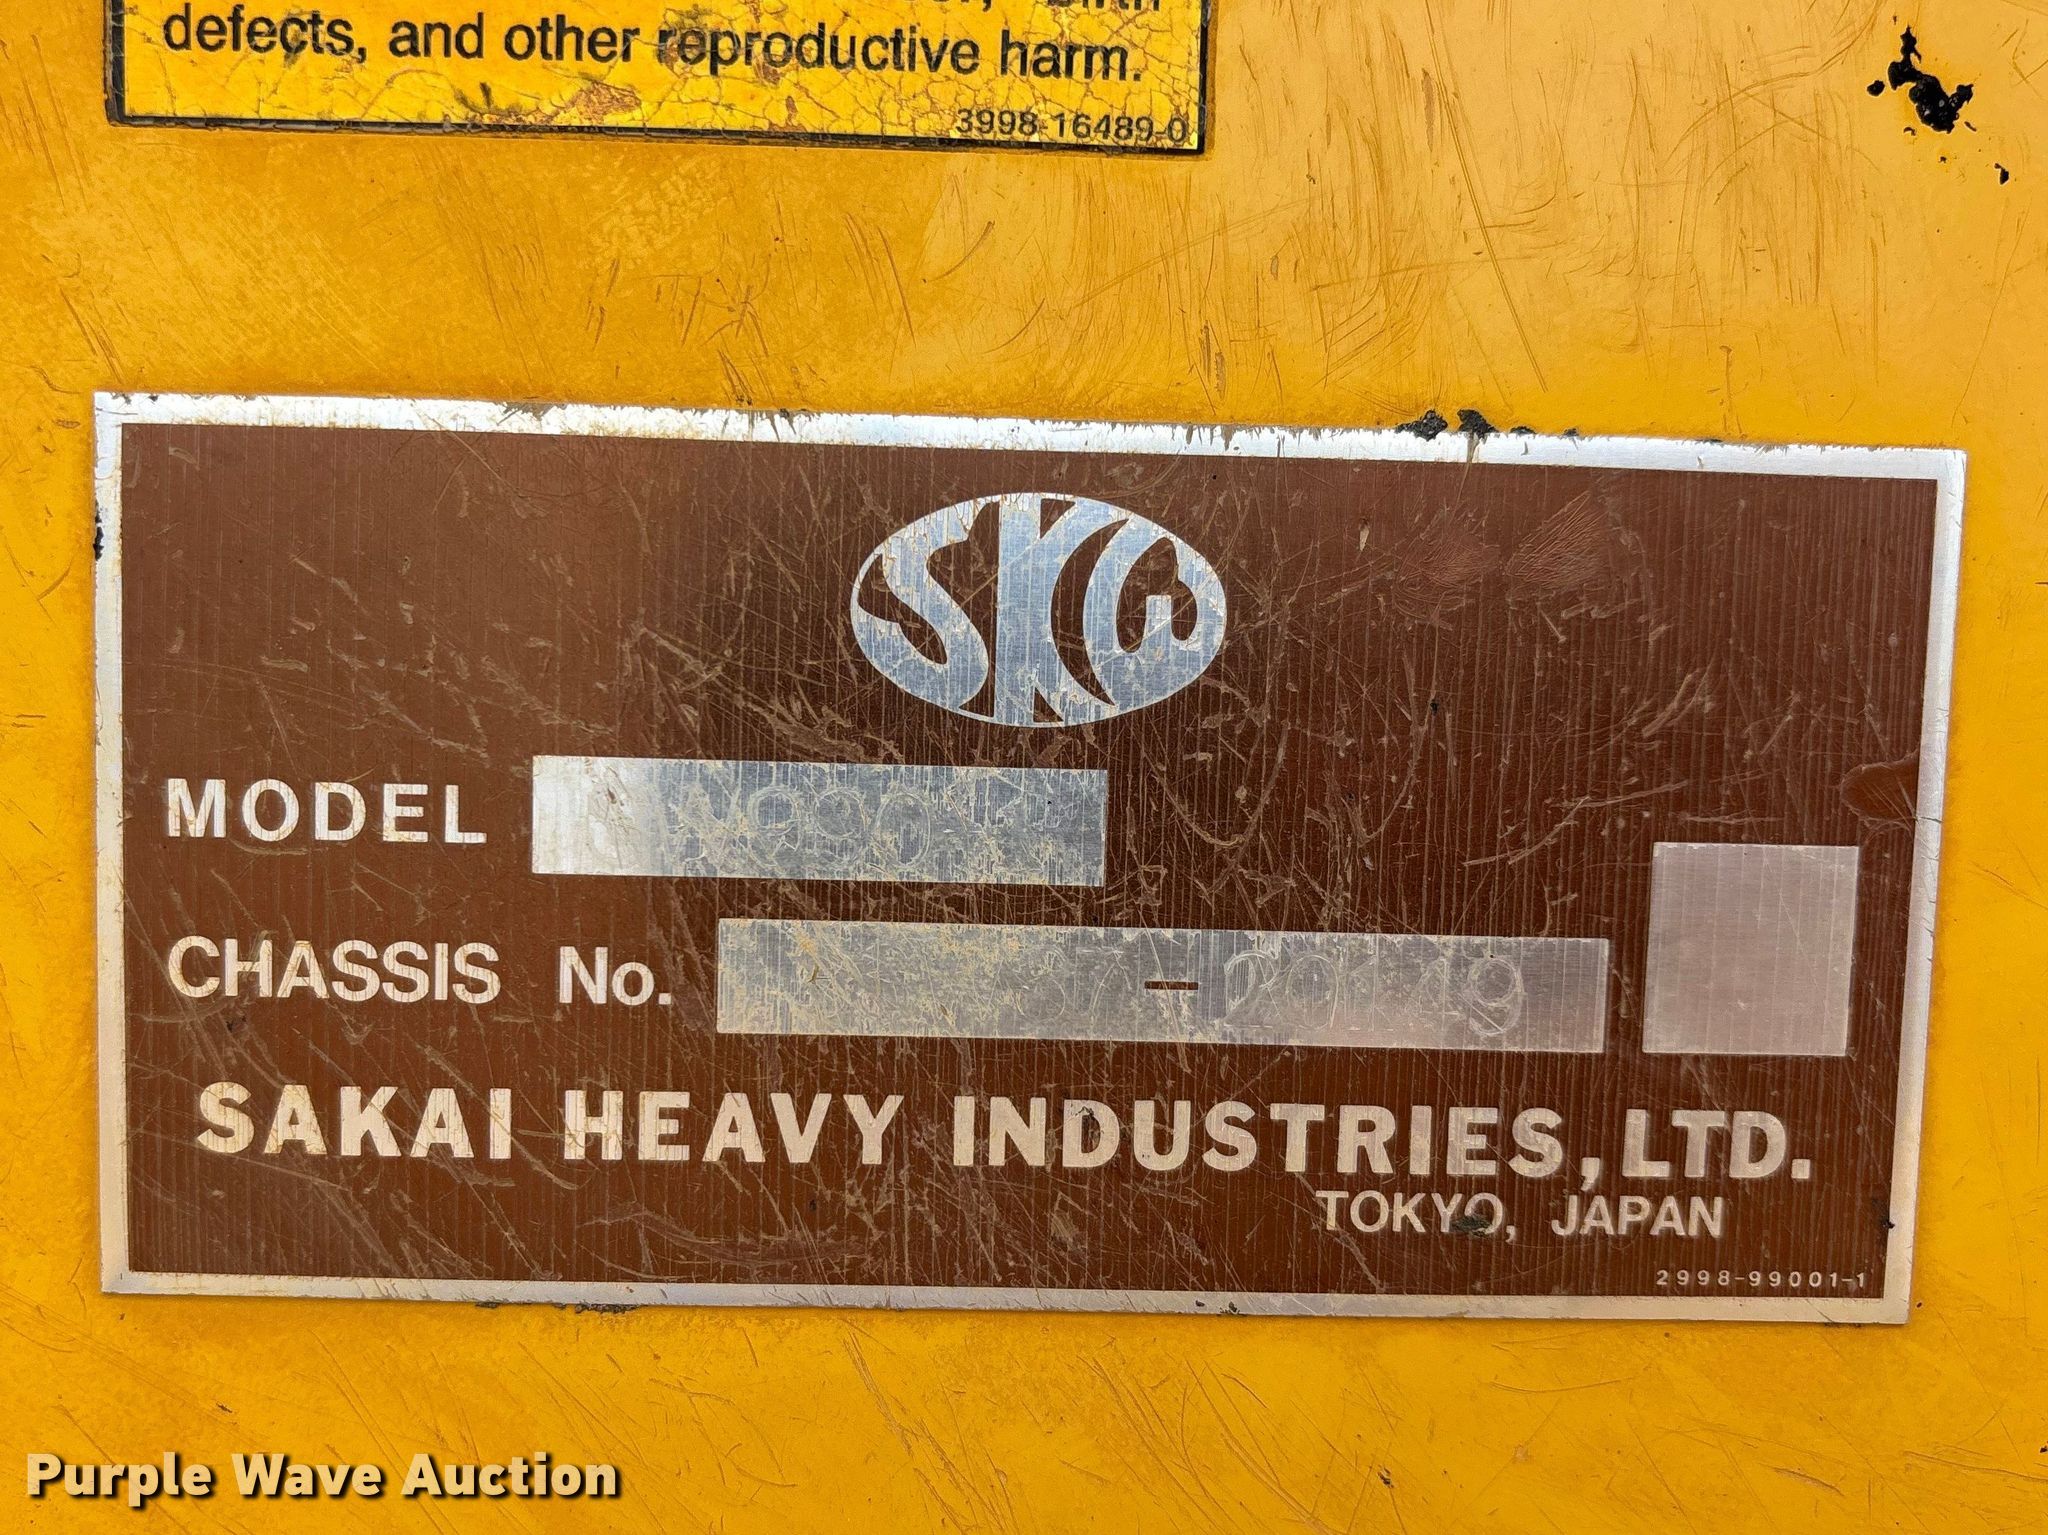 defects, and other reproductive harm.
3998-16489-0
SKW
MODEL
CHASSIS No. - 20149
SAKAI HEAVY INDUSTRIES, LTD.
TOKYO, JAPAN
2998-99001-1
Purple Wave Auction